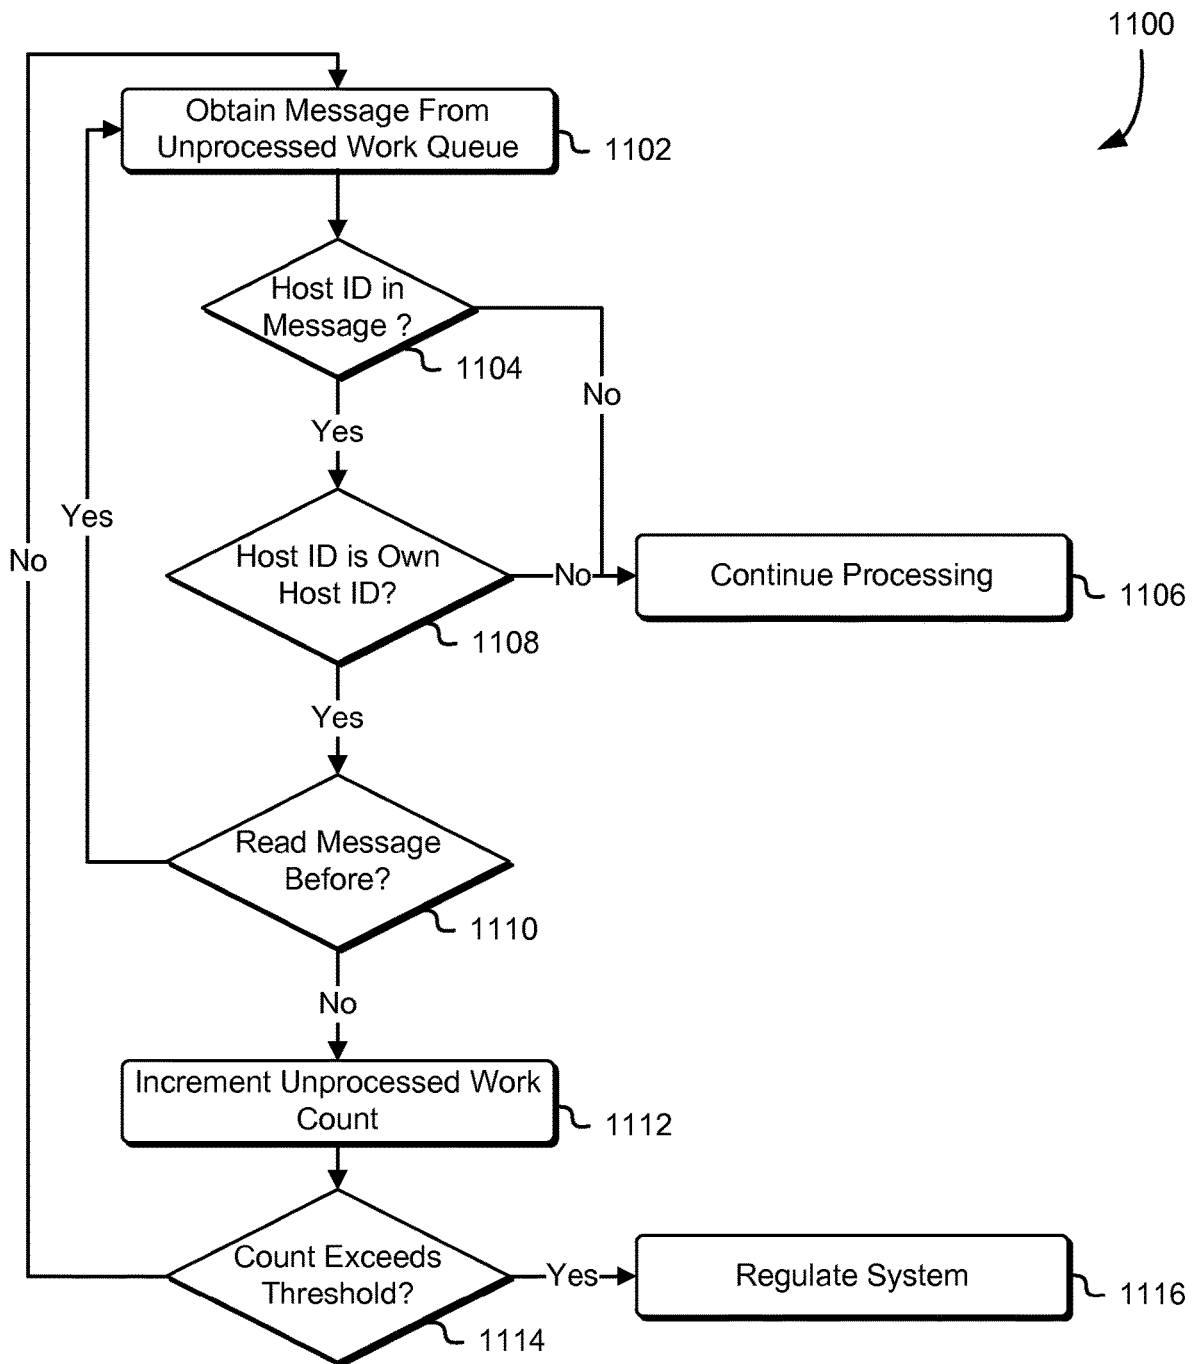 1100
Obtain Message From
Unprocessed Work Queue
1102
Host ID in
Message ?
1104
No
Yes
Yes
No
Host ID is Own
Host ID?
No
Continue Processing
1106
1108
Yes
Read Message
Before?
1110
No
Increment Unprocessed Work
Count
1112
Count Exceeds
Threshold?
Yes
Regulate System
1116
1114